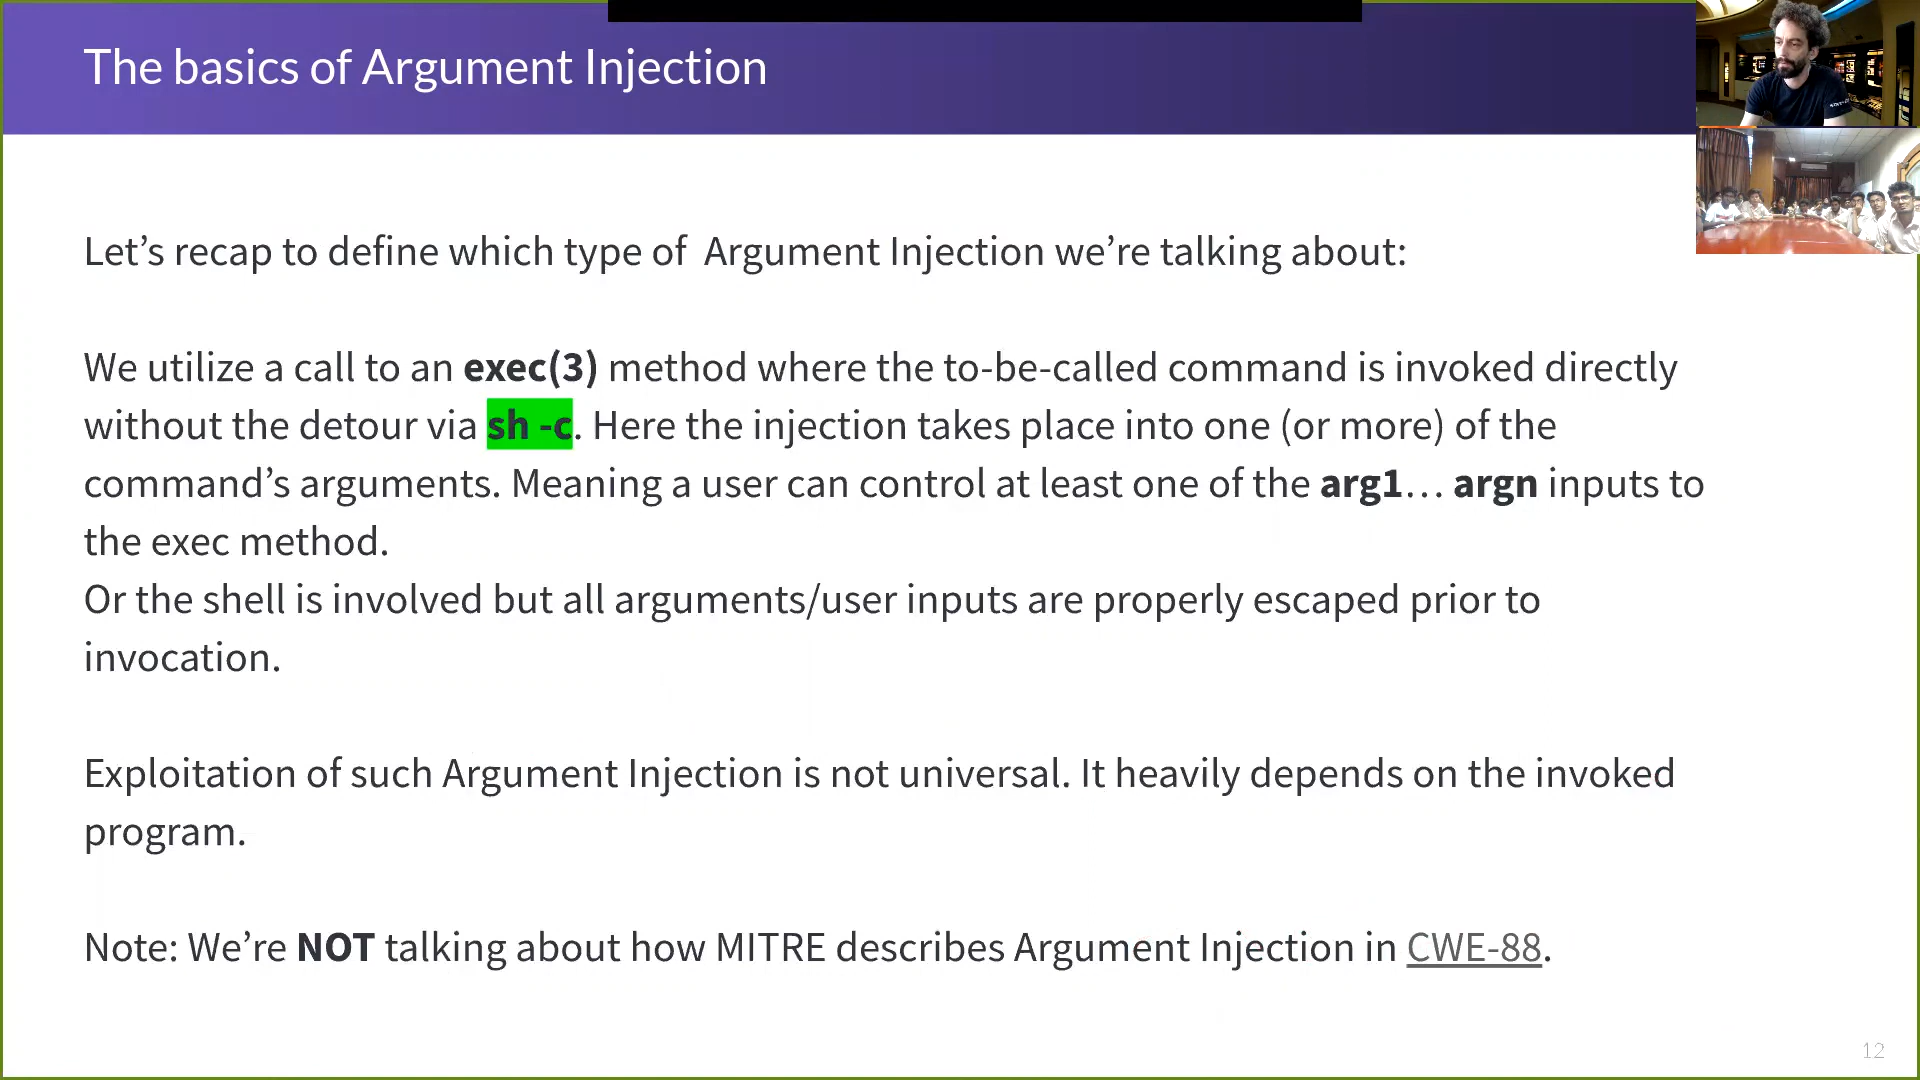 The basics of Argument Injection
Let’s recap to define which type of  Argument Injection we’re talking about:
We utilize a call to an exec(3) method where the to-be-called command is invoked directly
without the detour via sh -c. Here the injection takes place into one (or more) of the
command’s arguments. Meaning a user can control at least one of the arg1… argn inputs to
the exec method.
Or the shell is involved but all arguments/user inputs are properly escaped prior to
invocation.
Exploitation of such Argument Injection is not universal. It heavily depends on the invoked
program.
Note: We’re NOT talking about how MITRE describes Argument Injection in CWE-88.
12